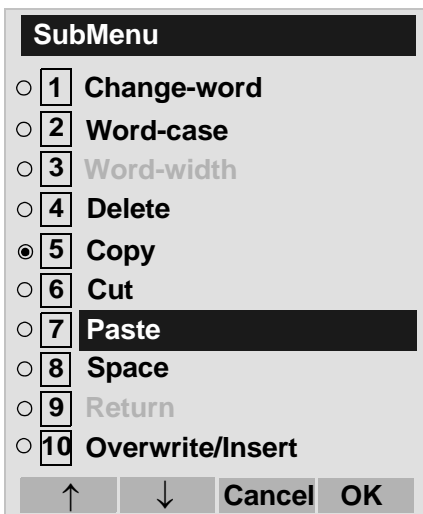 SubMenu
1 Change-word
2 Word-case
3 Word-width
4 Delete
5 Copy
6 Cut
7 Paste
8 Space
9 Return
10 Overwrite/Insert
↑ ↓ Cancel OK